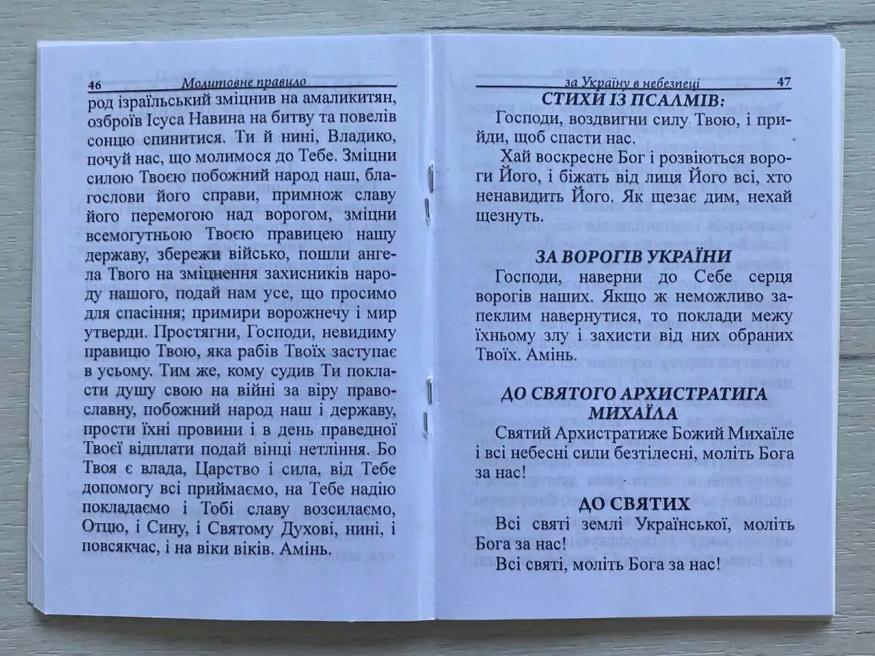 46 Молитовне правило
род ізраїльський зміцнив на амаликитян,
озброїв Ісуса Навина на битву та повелів
сонцю спинитися. Ти й нині, Владико,
почуй нас, що молимося до Тебе. Зміцни
силою Твоєю побожний народ наш, бла-
гослови його справи, примнож славу
його перемогою над ворогом, зміцни
всемогутньою Твоєю правицею нашу
державу, збережи військо, пошли анге-
ла Твого на зміцнення захисників наро-
ду нашого, подай нам усе, що просимо
для спасіння; примири ворожнечу і мир
утверди. Простягни, Господи, невидиму
правицю Твою, яка рабів Твоїх заступає
в усьому. Тим же, кому судив Ти покла-
сти душу свою на війні за віру право-
славну, побожний народ наш і державу,
прости їхні провини і в день праведної
Твоєї відплати подай вінці нетління. Бо
Твоя є влада, Царство і сила, від Тебе
допомогу всі приймаємо, на Тебе надію
покладаємо і Тобі славу возсилаємо,
Отцю, і Сину, і Святому Духові, нині, і
повсякчас, і на віки віків. Амінь.
за Україну в небезпеці 47
СТИХИ ІЗ ПСАЛМІВ:
Господи, воздвигни силу Твою, і при-
йди, щоб спасти нас.
Хай воскресне Бог і розвіються воро-
ги Його, і біжать від лиця Його всі, хто
ненавидить Його. Як щезає дим, нехай
щезнуть.
ЗА ВОРОГІВ УКРАЇНИ
Господи, наверни до Себе серця
ворогів наших. Якщо ж неможливо за-
пеклим навернутися, то поклади межу
їхньому злу і захисти від них обраних
Твоїх. Амінь.
ДО СВЯТОГО АРХИСТРАТИГА
МИХАЇЛА
Святий Архистратиже Божий Михаїле
і всі небесні сили безтілесні, моліть Бога
за нас!
ДО СВЯТИХ
Всі святі землі Української, моліть
Бога за нас!
Всі святі, моліть Бога за нас!